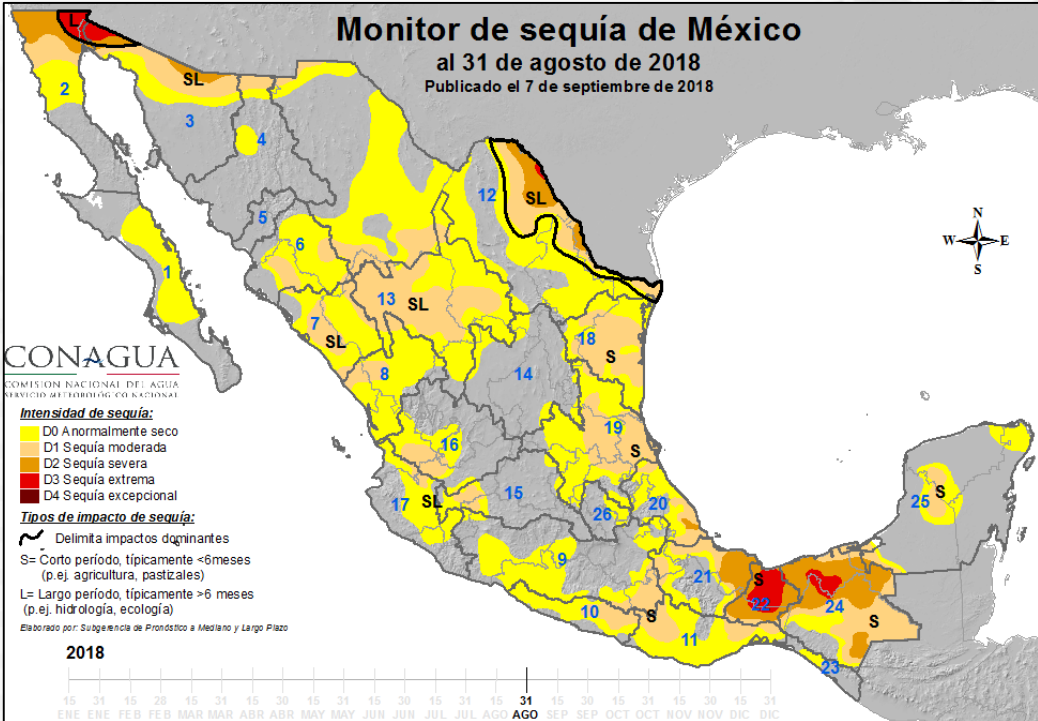 Monitor de sequía de México
al 31 de agosto de 2018
Publicado el 7 de septiembre de 2018
L
SL
2
3
4
12
SL
N
W E
S
5
6
1
13
SL
7
SL
18
S
8
14
CONAGUA
COMISION NACIONAL DEL AGUA
SERVICIO METEOROLÓGICO NACIONAL
Intensidad de sequía:
D0 Anormalmente seco
D1 Sequía moderada
D2 Sequía severa
D3 Sequía extrema
D4 Sequía excepcional
Tipos de impacto de sequía:
Delimita impactos dominantes
S= Corto período, típicamente <6meses
(p.ej. agricultura, pastizales)
L= Largo período, típicamente >6 meses
(p.ej. hidrología, ecología)
Elaborado por: Subgerencia de Pronóstico a Mediano y Largo Plazo
16
19
S
17
SL
15
26
20
25
S
9
21
S
22
24
S
10
S
11
23
2018
15 31 15 28 15 31 15 30 15 31 15 30 15 31 15 31 15 30 15 31 15 30 15 31
ENE ENE FEB FEB MAR MAR ABR ABR MAY MAY JUN JUN JUL JUL AGO AGO SEP SEP OCT OCT NOV NOV DIC DIC